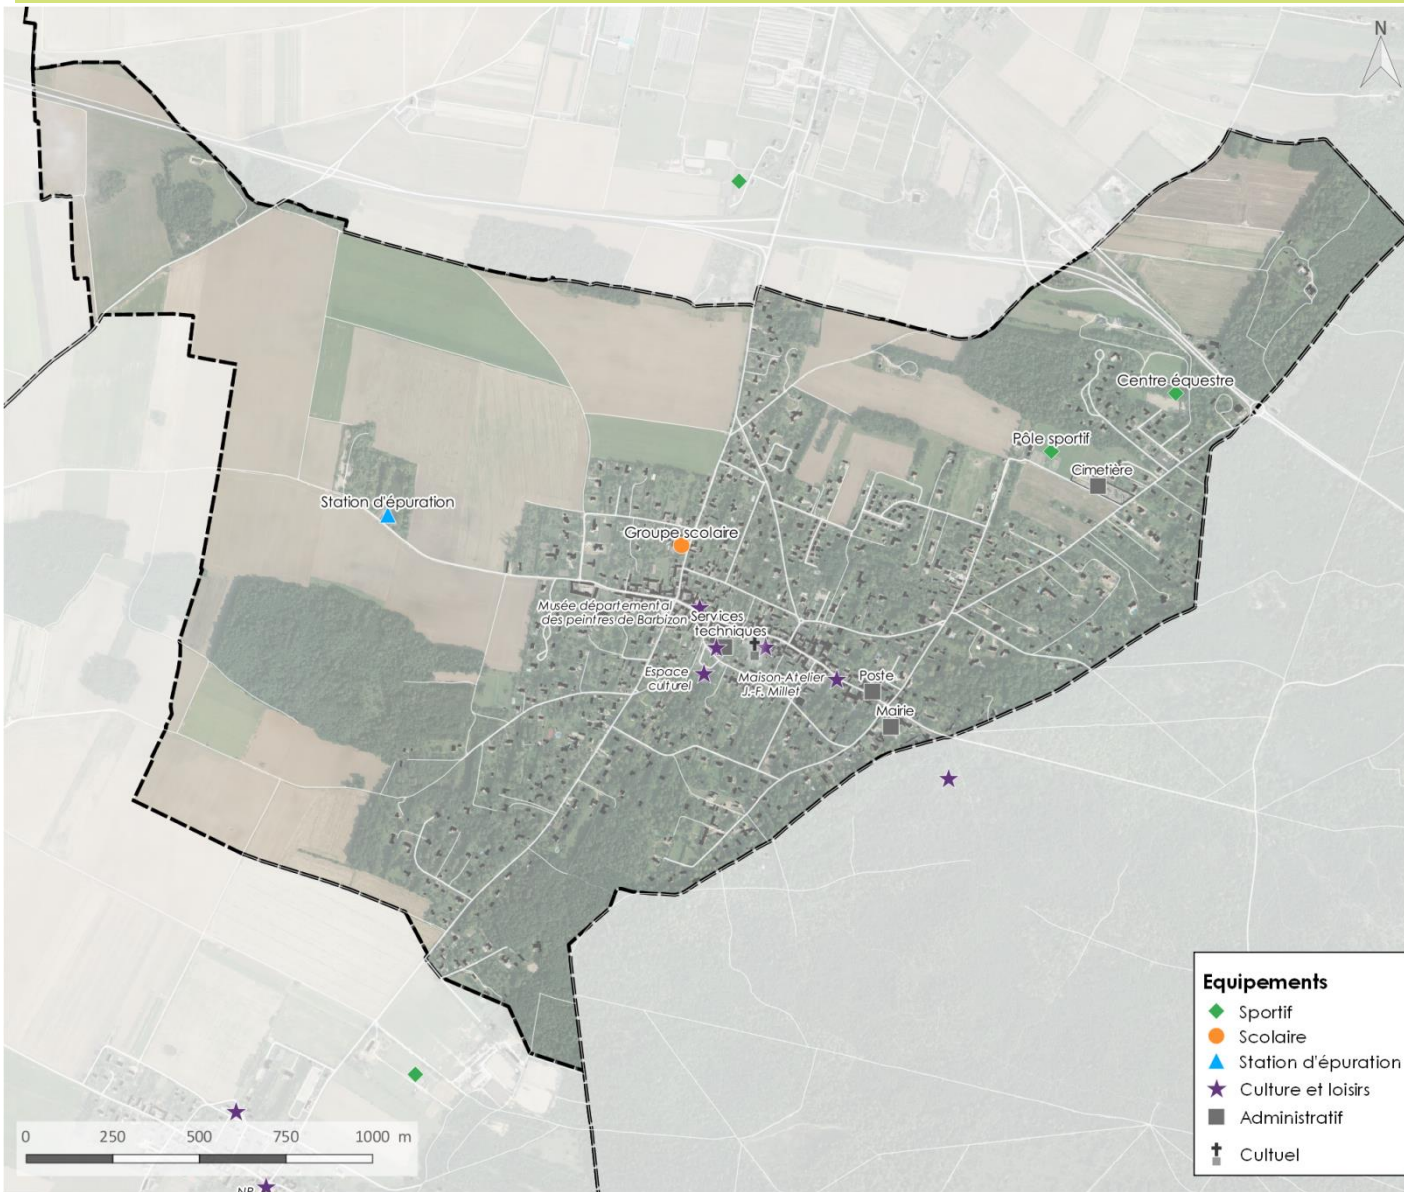 N
Centre équestre
Pôle sportif
Cimetière
Station d'épuration
Groupe scolaire
Musée départemental
des peintres de Barbizon
Services
techniques
Espace
culturel
Maison-Atelier
J.-F. Millet
Poste
Mairie
Equipements
Sportif
Scolaire
Station d'épuration
Culture et loisirs
Administratif
Cultuel
0 250 500 750 1000 m